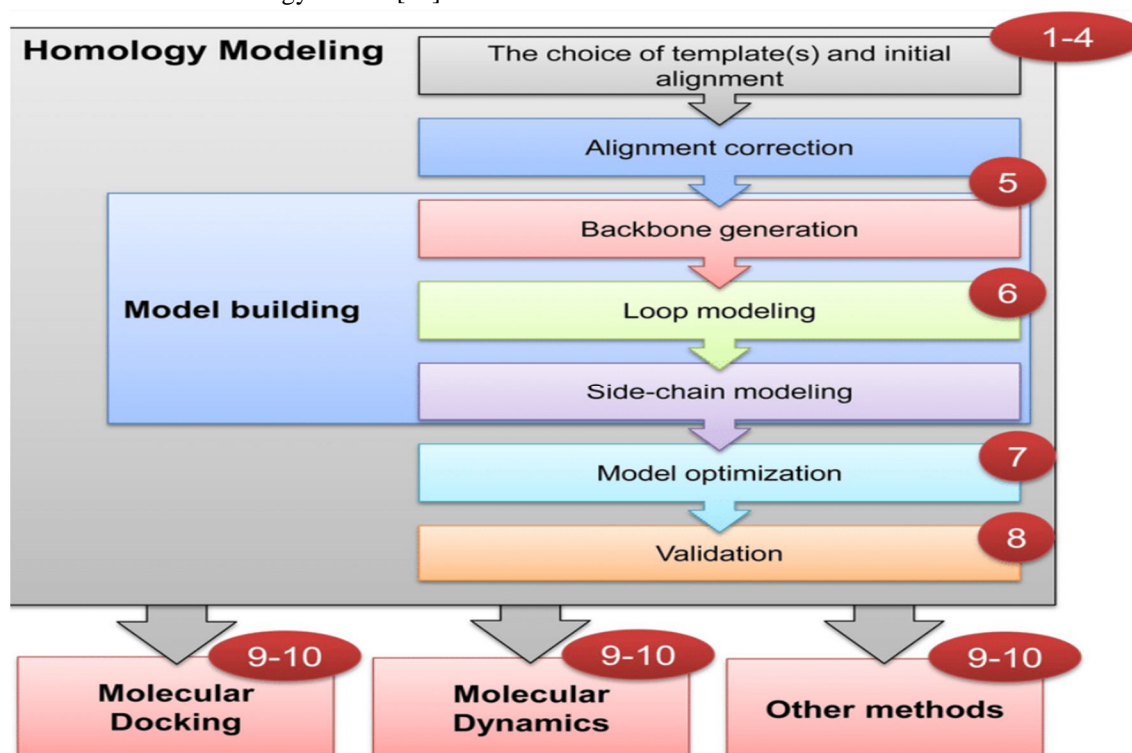 Homology Modeling
The choice of template(s) and initial
alignment
1-4
Alignment correction
5
Backbone generation
Model building
6
Loop modeling
Side-chain modeling
7
Model optimization
8
Validation
9-10
Molecular
Docking
9-10
Molecular
Dynamics
9-10
Other methods